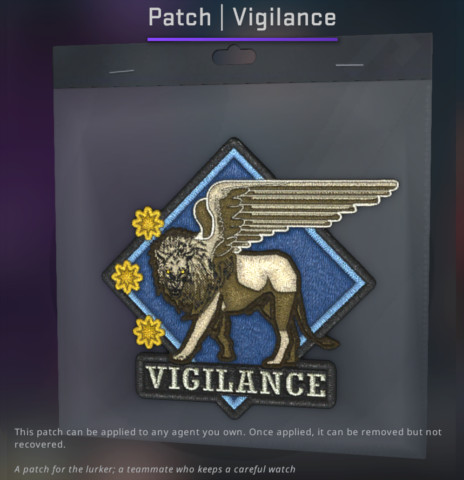 Patch | Vigilance
VIGILANCE
This patch can be applied to any agent you own. Once applied, it can be removed but not
recovered.
A patch for the lurker; a teammate who keeps a careful watch